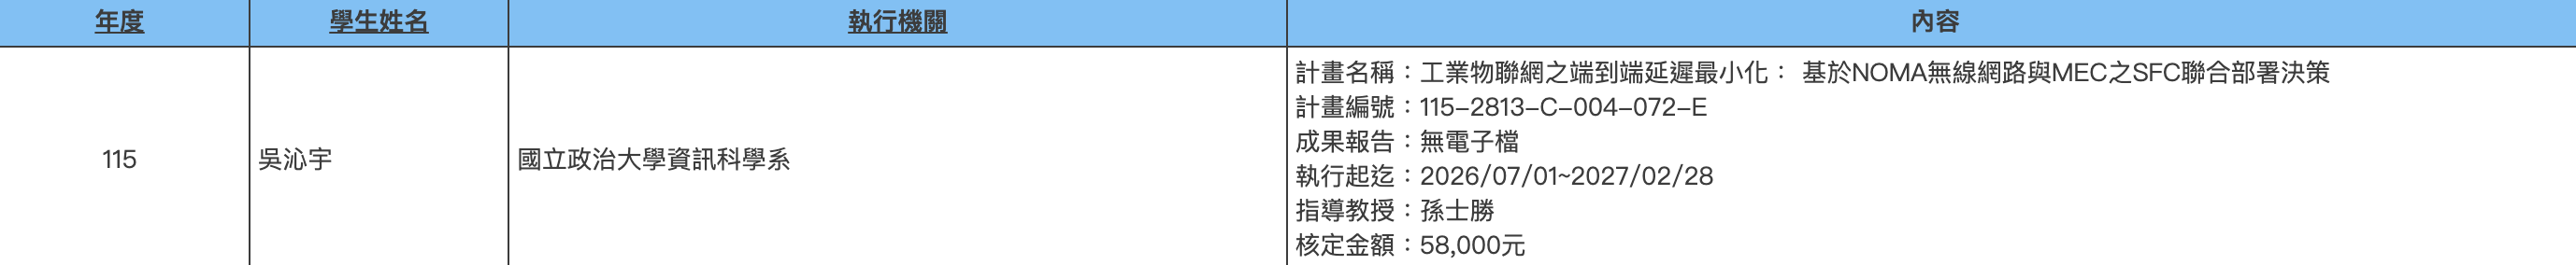 年度 學生姓名 執行機關 內容
計畫名稱：工業物聯網之端到端延遲最小化： 基於NOMA無線網路與MEC之SFC聯合部署決策
計畫編號：115-2813-C-004-072-E
成果報告：無電子檔
115 吳沁宇 國立政治大學資訊科學系
執行起迄：2026/07/01~2027/02/28
指導教授：孫士勝
核定金額：58,000元